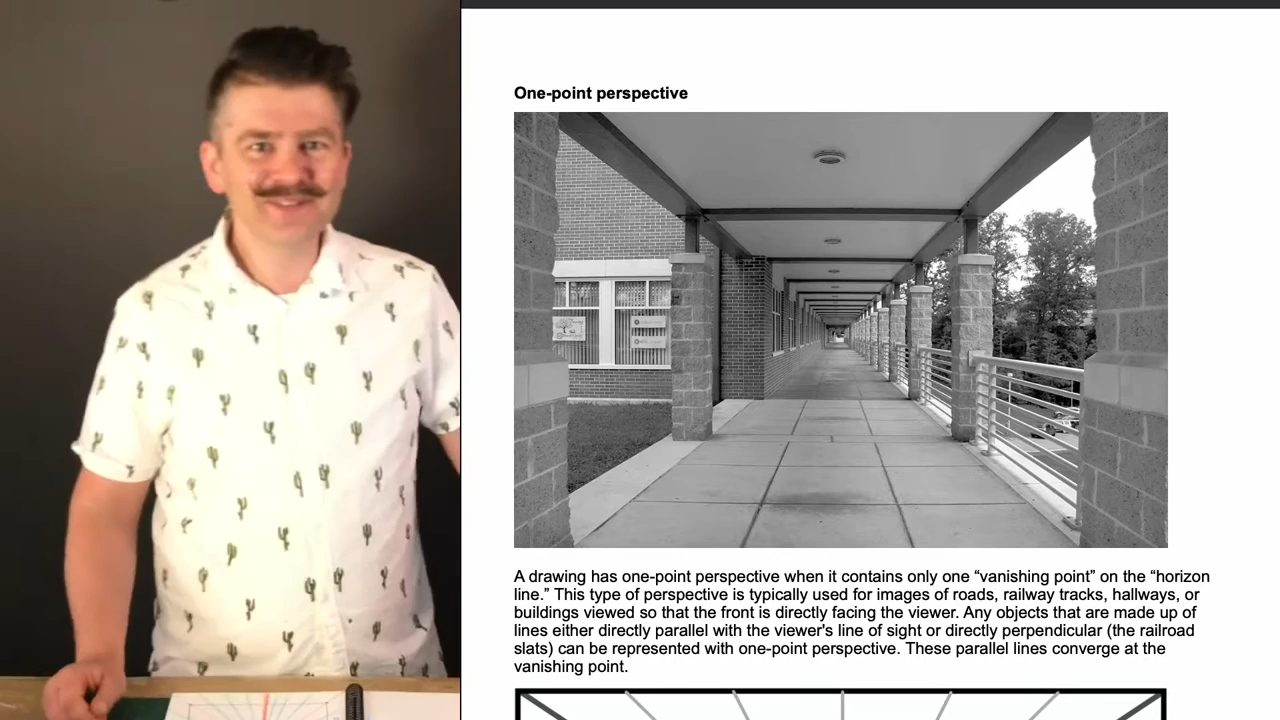 One-point perspective
A drawing has one-point perspective when it contains only one “vanishing point” on the “horizon
line.” This type of perspective is typically used for images of roads, railway tracks, hallways, or
buildings viewed so that the front is directly facing the viewer. Any objects that are made up of
lines either directly parallel with the viewer's line of sight or directly perpendicular (the railroad
slats) can be represented with one-point perspective. These parallel lines converge at the
vanishing point.